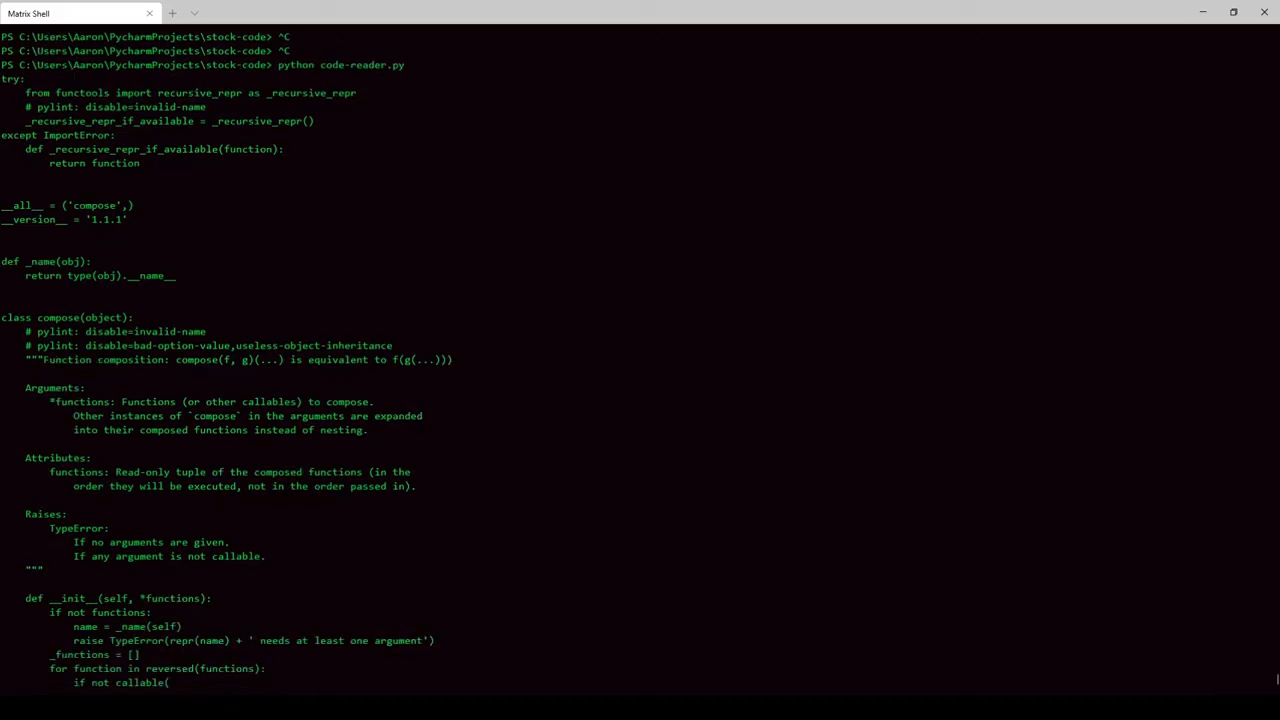 Matrix Shell
PS C:\Users\Aaron\PycharmProjects\stock-code> ^C
PS C:\Users\Aaron\PycharmProjects\stock-code> ^C
PS C:\Users\Aaron\PycharmProjects\stock-code> python code-reader.py
try:
    from functools import recursive_repr as _recursive_repr
    # pylint: disable=invalid-name
    _recursive_repr_if_available = _recursive_repr()
except ImportError:
    def _recursive_repr_if_available(function):
        return function
__all__ = ('compose',)
__version__ = '1.1.1'
def _name(obj):
    return type(obj).__name__
class compose(object):
    # pylint: disable=invalid-name
    # pylint: disable=bad-option-value,useless-object-inheritance
    """Function composition: compose(f, g)(...) is equivalent to f(g(...)))
    Arguments:
        *functions: Functions (or other callables) to compose.
            Other instances of `compose` in the arguments are expanded
            into their composed functions instead of nesting.
    Attributes:
        functions: Read-only tuple of the composed functions (in the
            order they will be executed, not in the order passed in).
    Raises:
        TypeError:
            If no arguments are given.
            If any argument is not callable.
    """
    def __init__(self, *functions):
        if not functions:
            name = _name(self)
            raise TypeError(repr(name) + ' needs at least one argument')
        _functions = []
        for function in reversed(functions):
            if not callable(